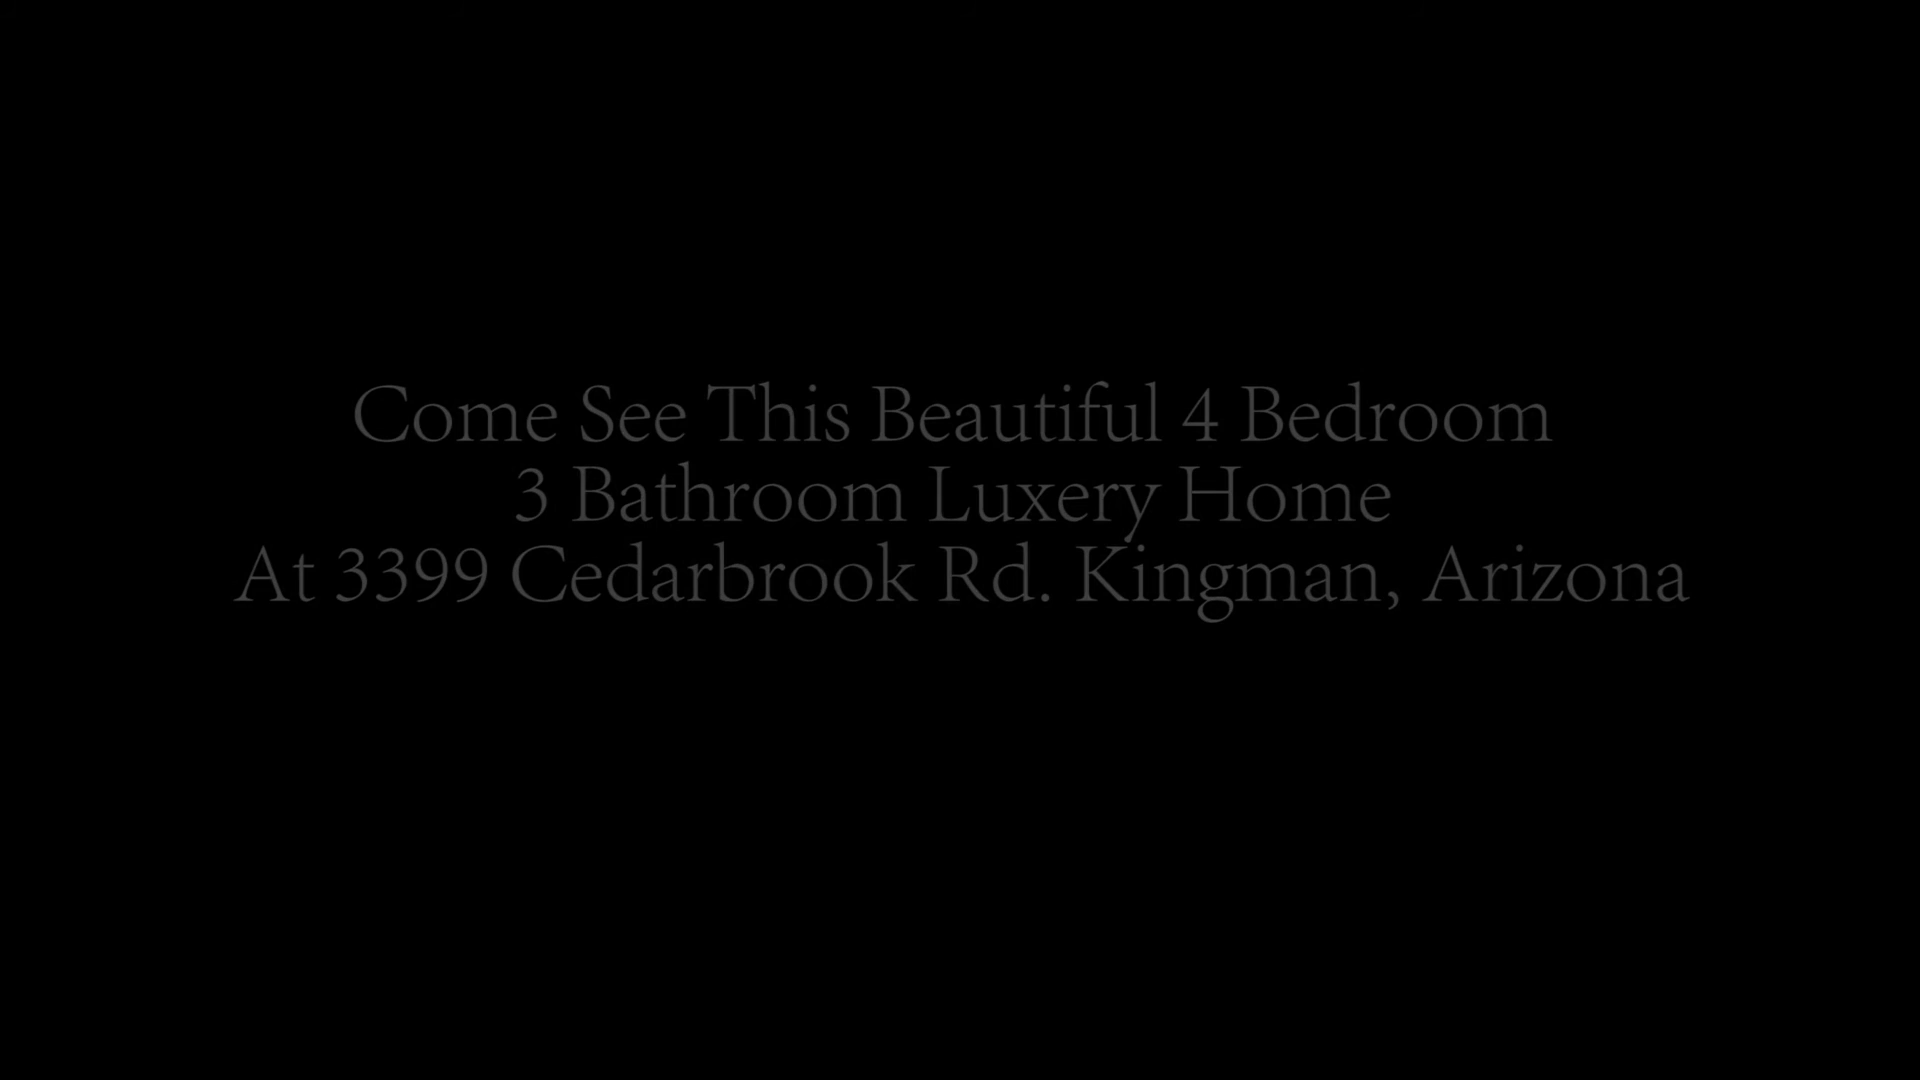 Come See This Beautiful 4 Bedroom
3 Bathroom Luxery Home
At 3399 Cedarbrook Rd. Kingman, Arizona